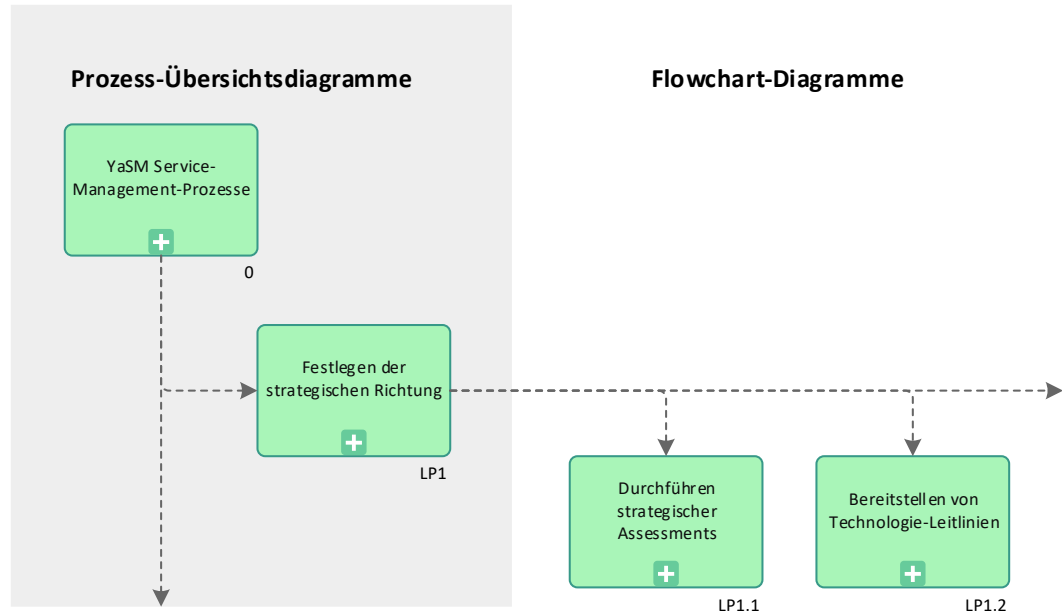 Prozess-Übersichtsdiagramme
Flowchart-Diagramme
YaSM Service-
Management-Prozesse
0
Festlegen der
strategischen Richtung
LP1
Durchführen
strategischer
Assessments
LP1.1
Bereitstellen von
Technologie-Leitlinien
LP1.2